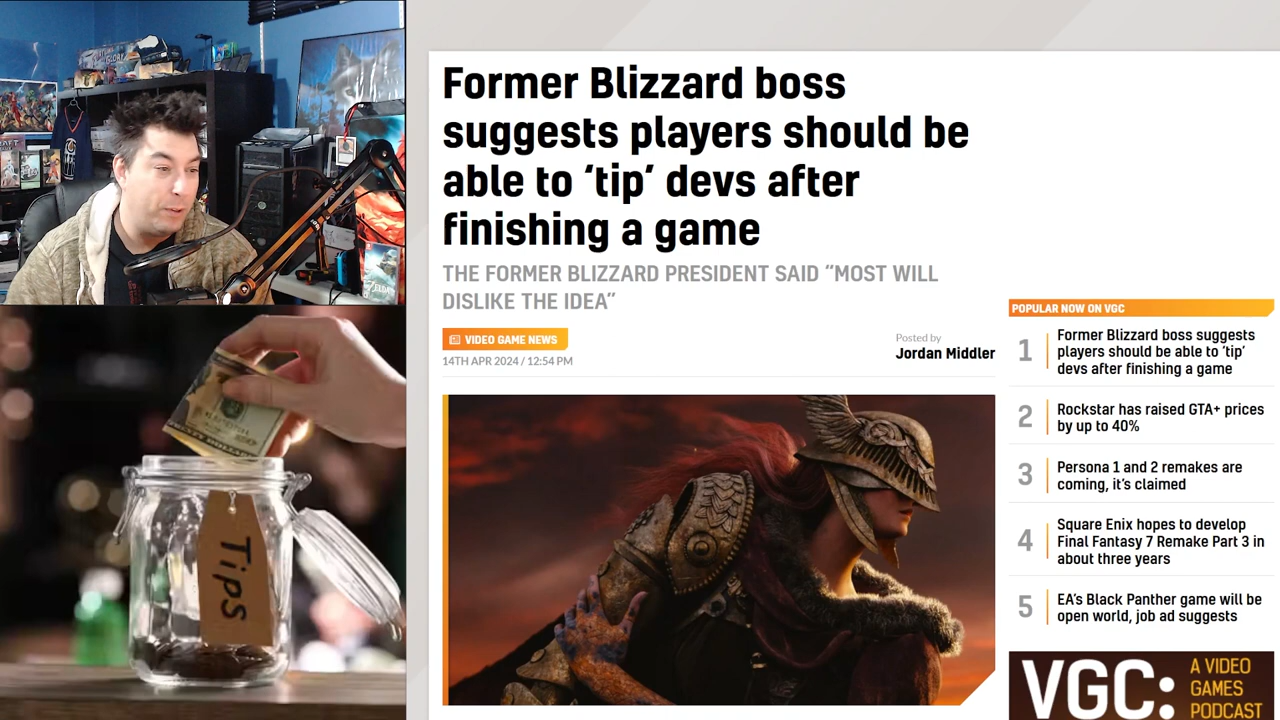 Former Blizzard boss
suggests players should be
able to ‘tip’ devs after
finishing a game
THE FORMER BLIZZARD PRESIDENT SAID “MOST WILL
DISLIKE THE IDEA”
VIDEO GAME NEWS
14TH APR 2024 / 12:54 PM
Posted by
Jordan Middler
POPULAR NOW ON VGC
1
Former Blizzard boss suggests
players should be able to ‘tip’
devs after finishing a game
2
Rockstar has raised GTA+ prices
by up to 40%
3
Persona 1 and 2 remakes are
coming, it’s claimed
4
Square Enix hopes to develop
Final Fantasy 7 Remake Part 3 in
about three years
5
EA’s Black Panther game will be
open world, job ad suggests
VGC:
A VIDEO
GAMES
PODCAST
Tips
ZELDA